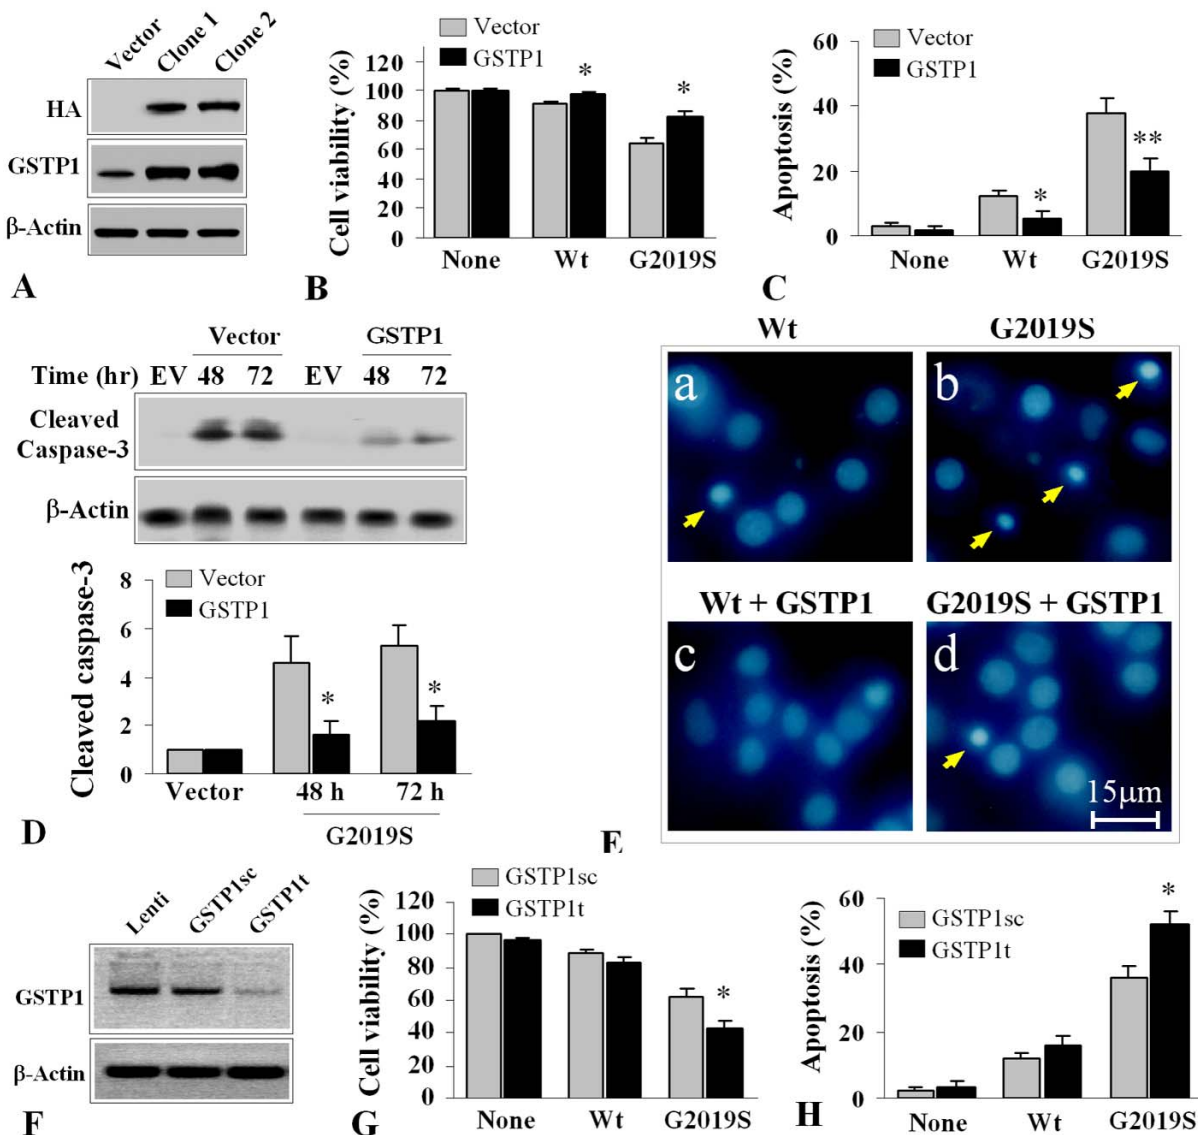 Vector
Clone 1
Clone 2
HA
GSTP1
β-Actin
A
Vector
GSTP1
Cell viability (%)
120
100
80
60
40
20
0
None Wt G2019S
*
*
B
Vector
GSTP1
Apoptosis (%)
60
40
20
0
None Wt G2019S
*
**
C
Vector GSTP1
Time (hr) EV 48 72 EV 48 72
Cleaved
Caspase-3
β-Actin
Cleaved caspase-3
8
6
4
2
0
Vector
GSTP1
*
*
Vector 48 h 72 h
G2019S
D
Wt G2019S
a b
Wt + GSTP1 G2019S + GSTP1
c d
15μm
E
Lenti
GSTP1sc
GSTP1t
GSTP1
β-Actin
F
GSTP1sc
GSTP1t
Cell viability (%)
120
100
80
60
40
20
0
*
None Wt G2019S
G
GSTP1sc
GSTP1t
Apoptosis (%)
60
40
20
0
*
None Wt G2019S
H